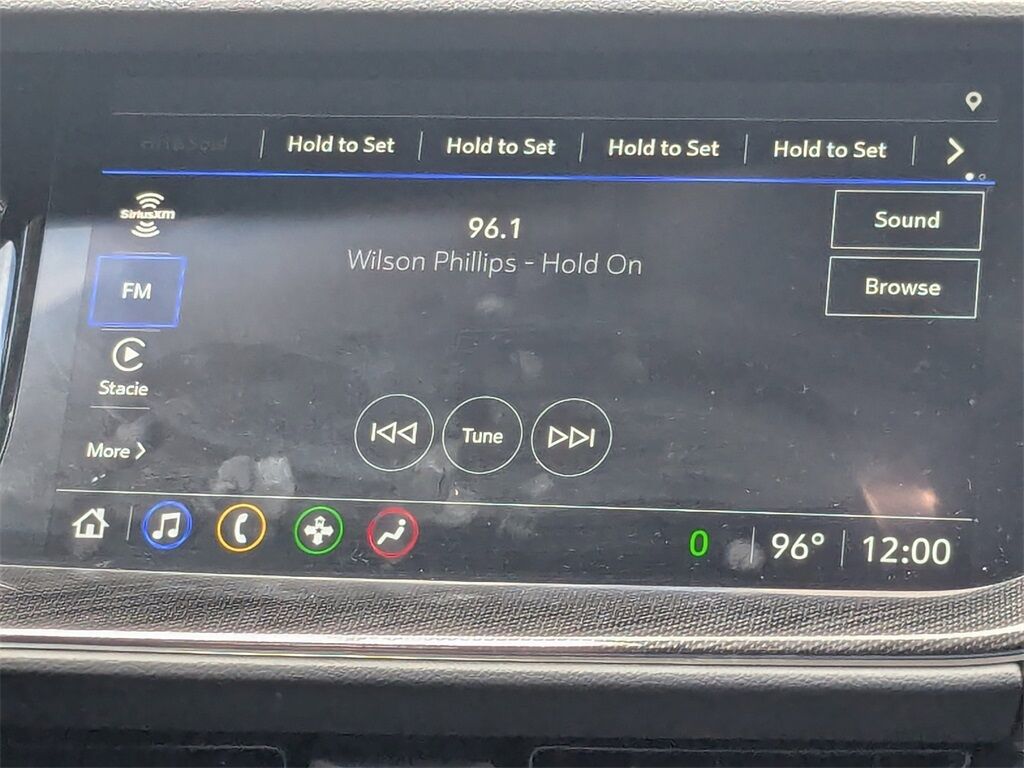 Hold to Set Hold to Set Hold to Set Hold to Set
SiriusXM
96.1
Sound
Wilson Phillips - Hold On
FM
Browse
Stacie
More
Tune
0 96° 12:00